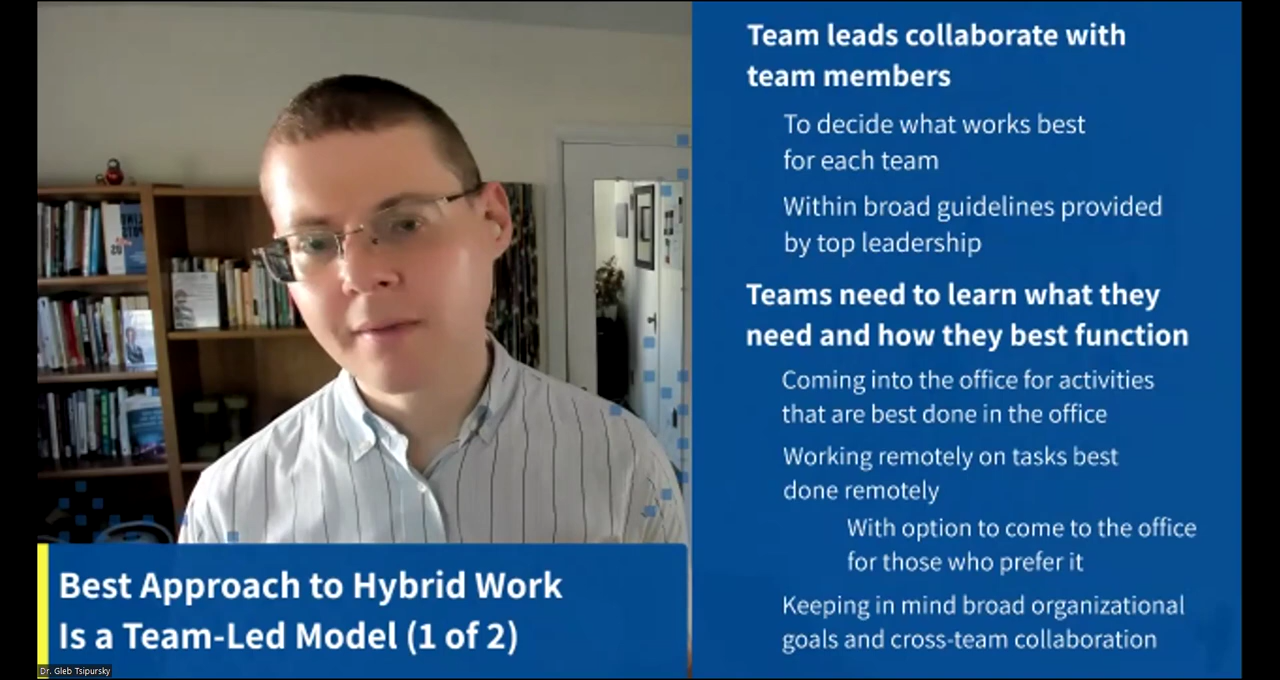 Team leads collaborate with
team members
To decide what works best
for each team
Within broad guidelines provided
by top leadership
Teams need to learn what they
need and how they best function
Coming into the office for activities
that are best done in the office
Working remotely on tasks best
done remotely
With option to come to the office
for those who prefer it
Keeping in mind broad organizational
goals and cross-team collaboration
Best Approach to Hybrid Work
Is a Team-Led Model (1 of 2)
Dr. Gleb Tsipursky